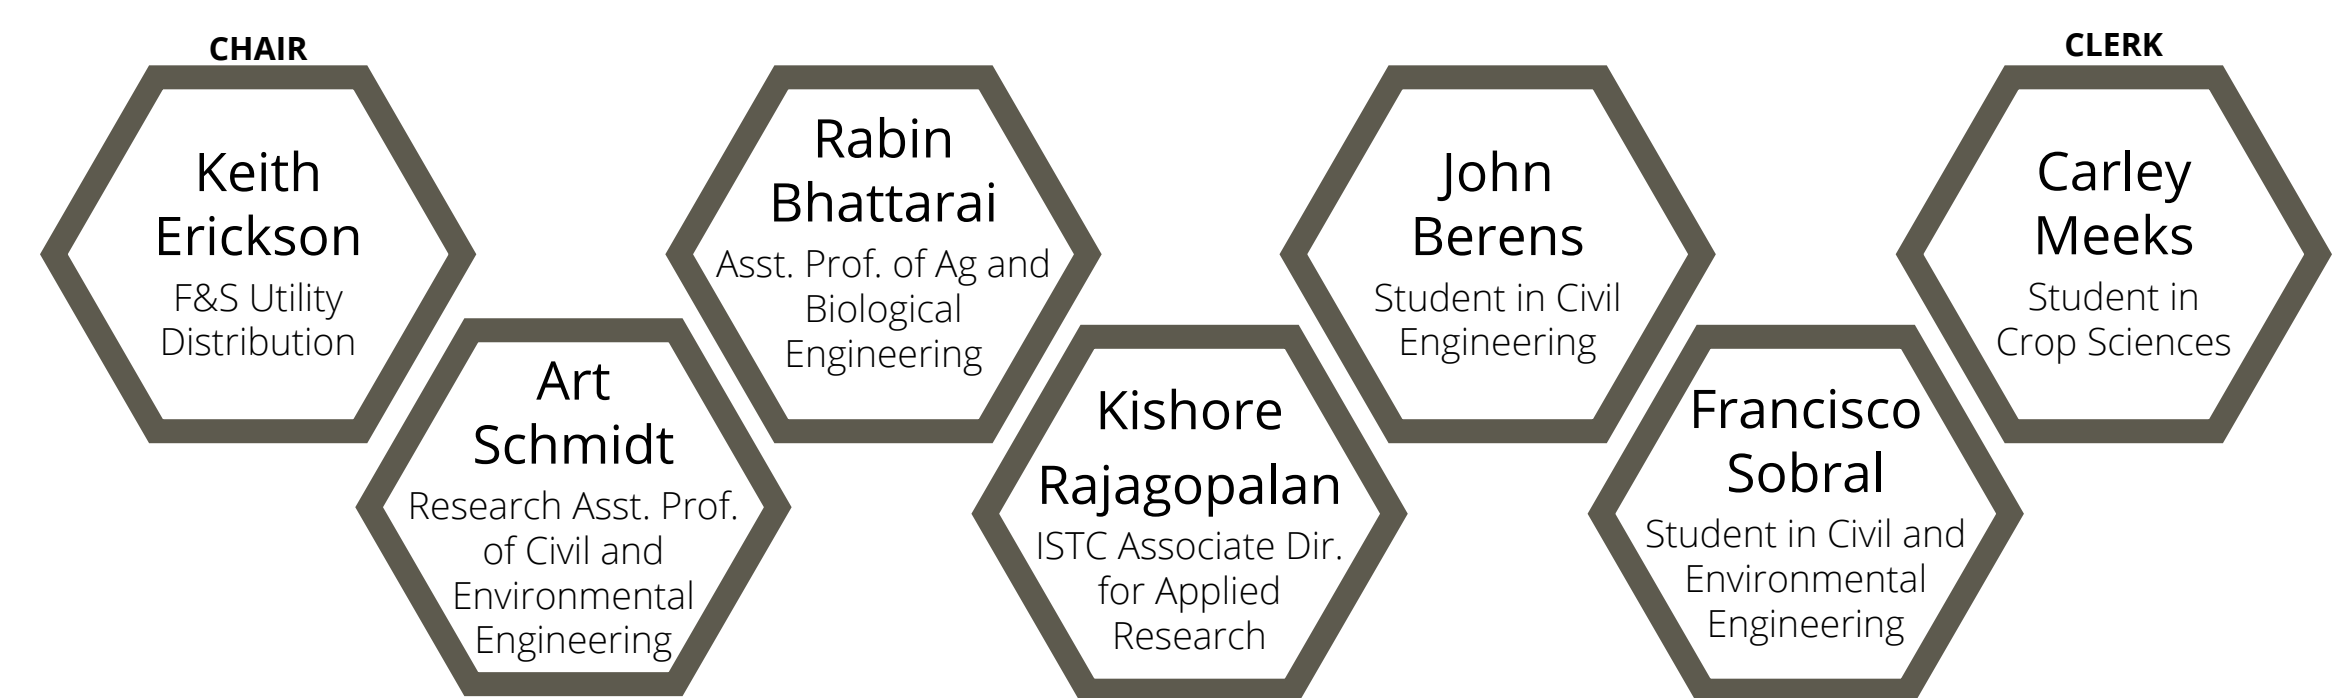 CHAIR
Keith
Erickson
F&S Utility
Distribution
Art
Schmidt
Research Asst. Prof.
of Civil and
Environmental
Engineering
Rabin
Bhattarai
Asst. Prof. of Ag and
Biological
Engineering
Kishore
Rajagopalan
ISTC Associate Dir.
for Applied
Research
John
Berens
Student in Civil
Engineering
Francisco
Sobral
Student in Civil and
Environmental
Engineering
CLERK
Carley
Meeks
Student in
Crop Sciences